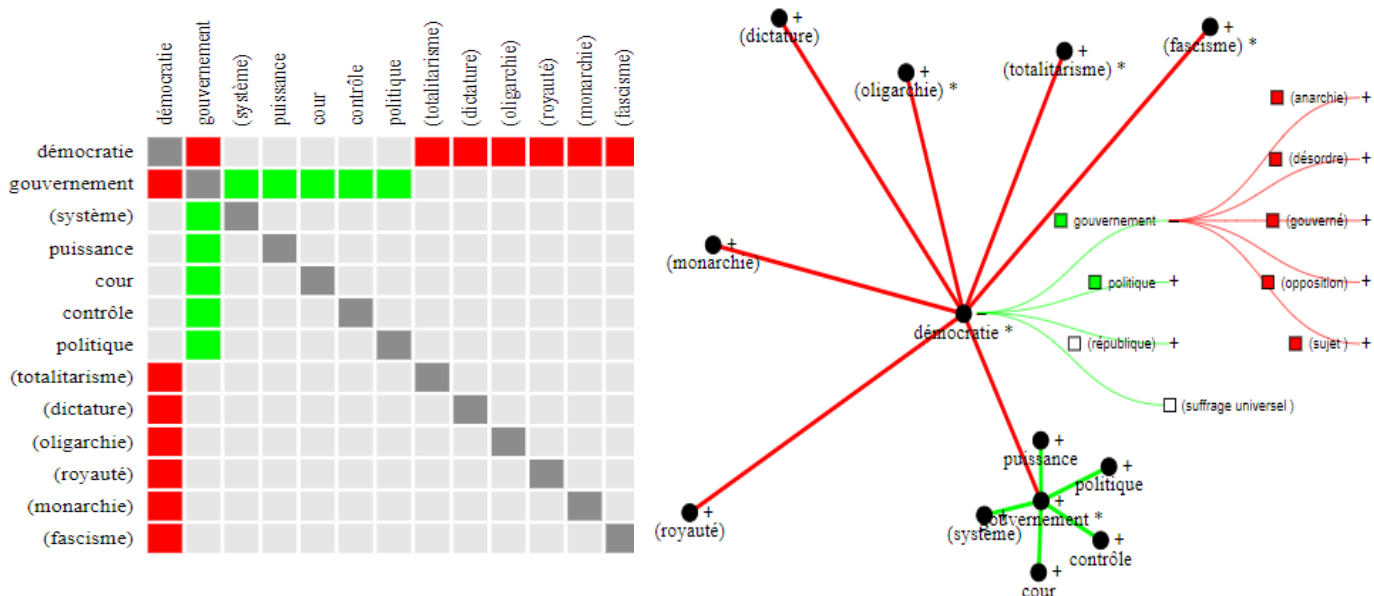 démocratie
gouvernement
(système)
puissance
cour
contrôle
politique
(totalitarisme)
(dictature)
(oligarchie)
(royauté)
(monarchie)
(fascisme)
démocratie
gouvernement
(système)
puissance
cour
contrôle
politique
(totalitarisme)
(dictature)
(oligarchie)
(royauté)
(monarchie)
(fascisme)
+
(dictature)
+
(oligarchie) *
+
(totalitarisme) *
+
(fascisme) *
+
(monarchie)
démocratie * –
+
(royauté)
gouvernement –
politique +
(république) +
(suffrage universel )
(anarchie) +
(désordre) +
(gouverné) +
(opposition) +
(sujet ) +
+
puissance
+
politique
+
gouvernement *
+
(système)
+
contrôle
+
cour